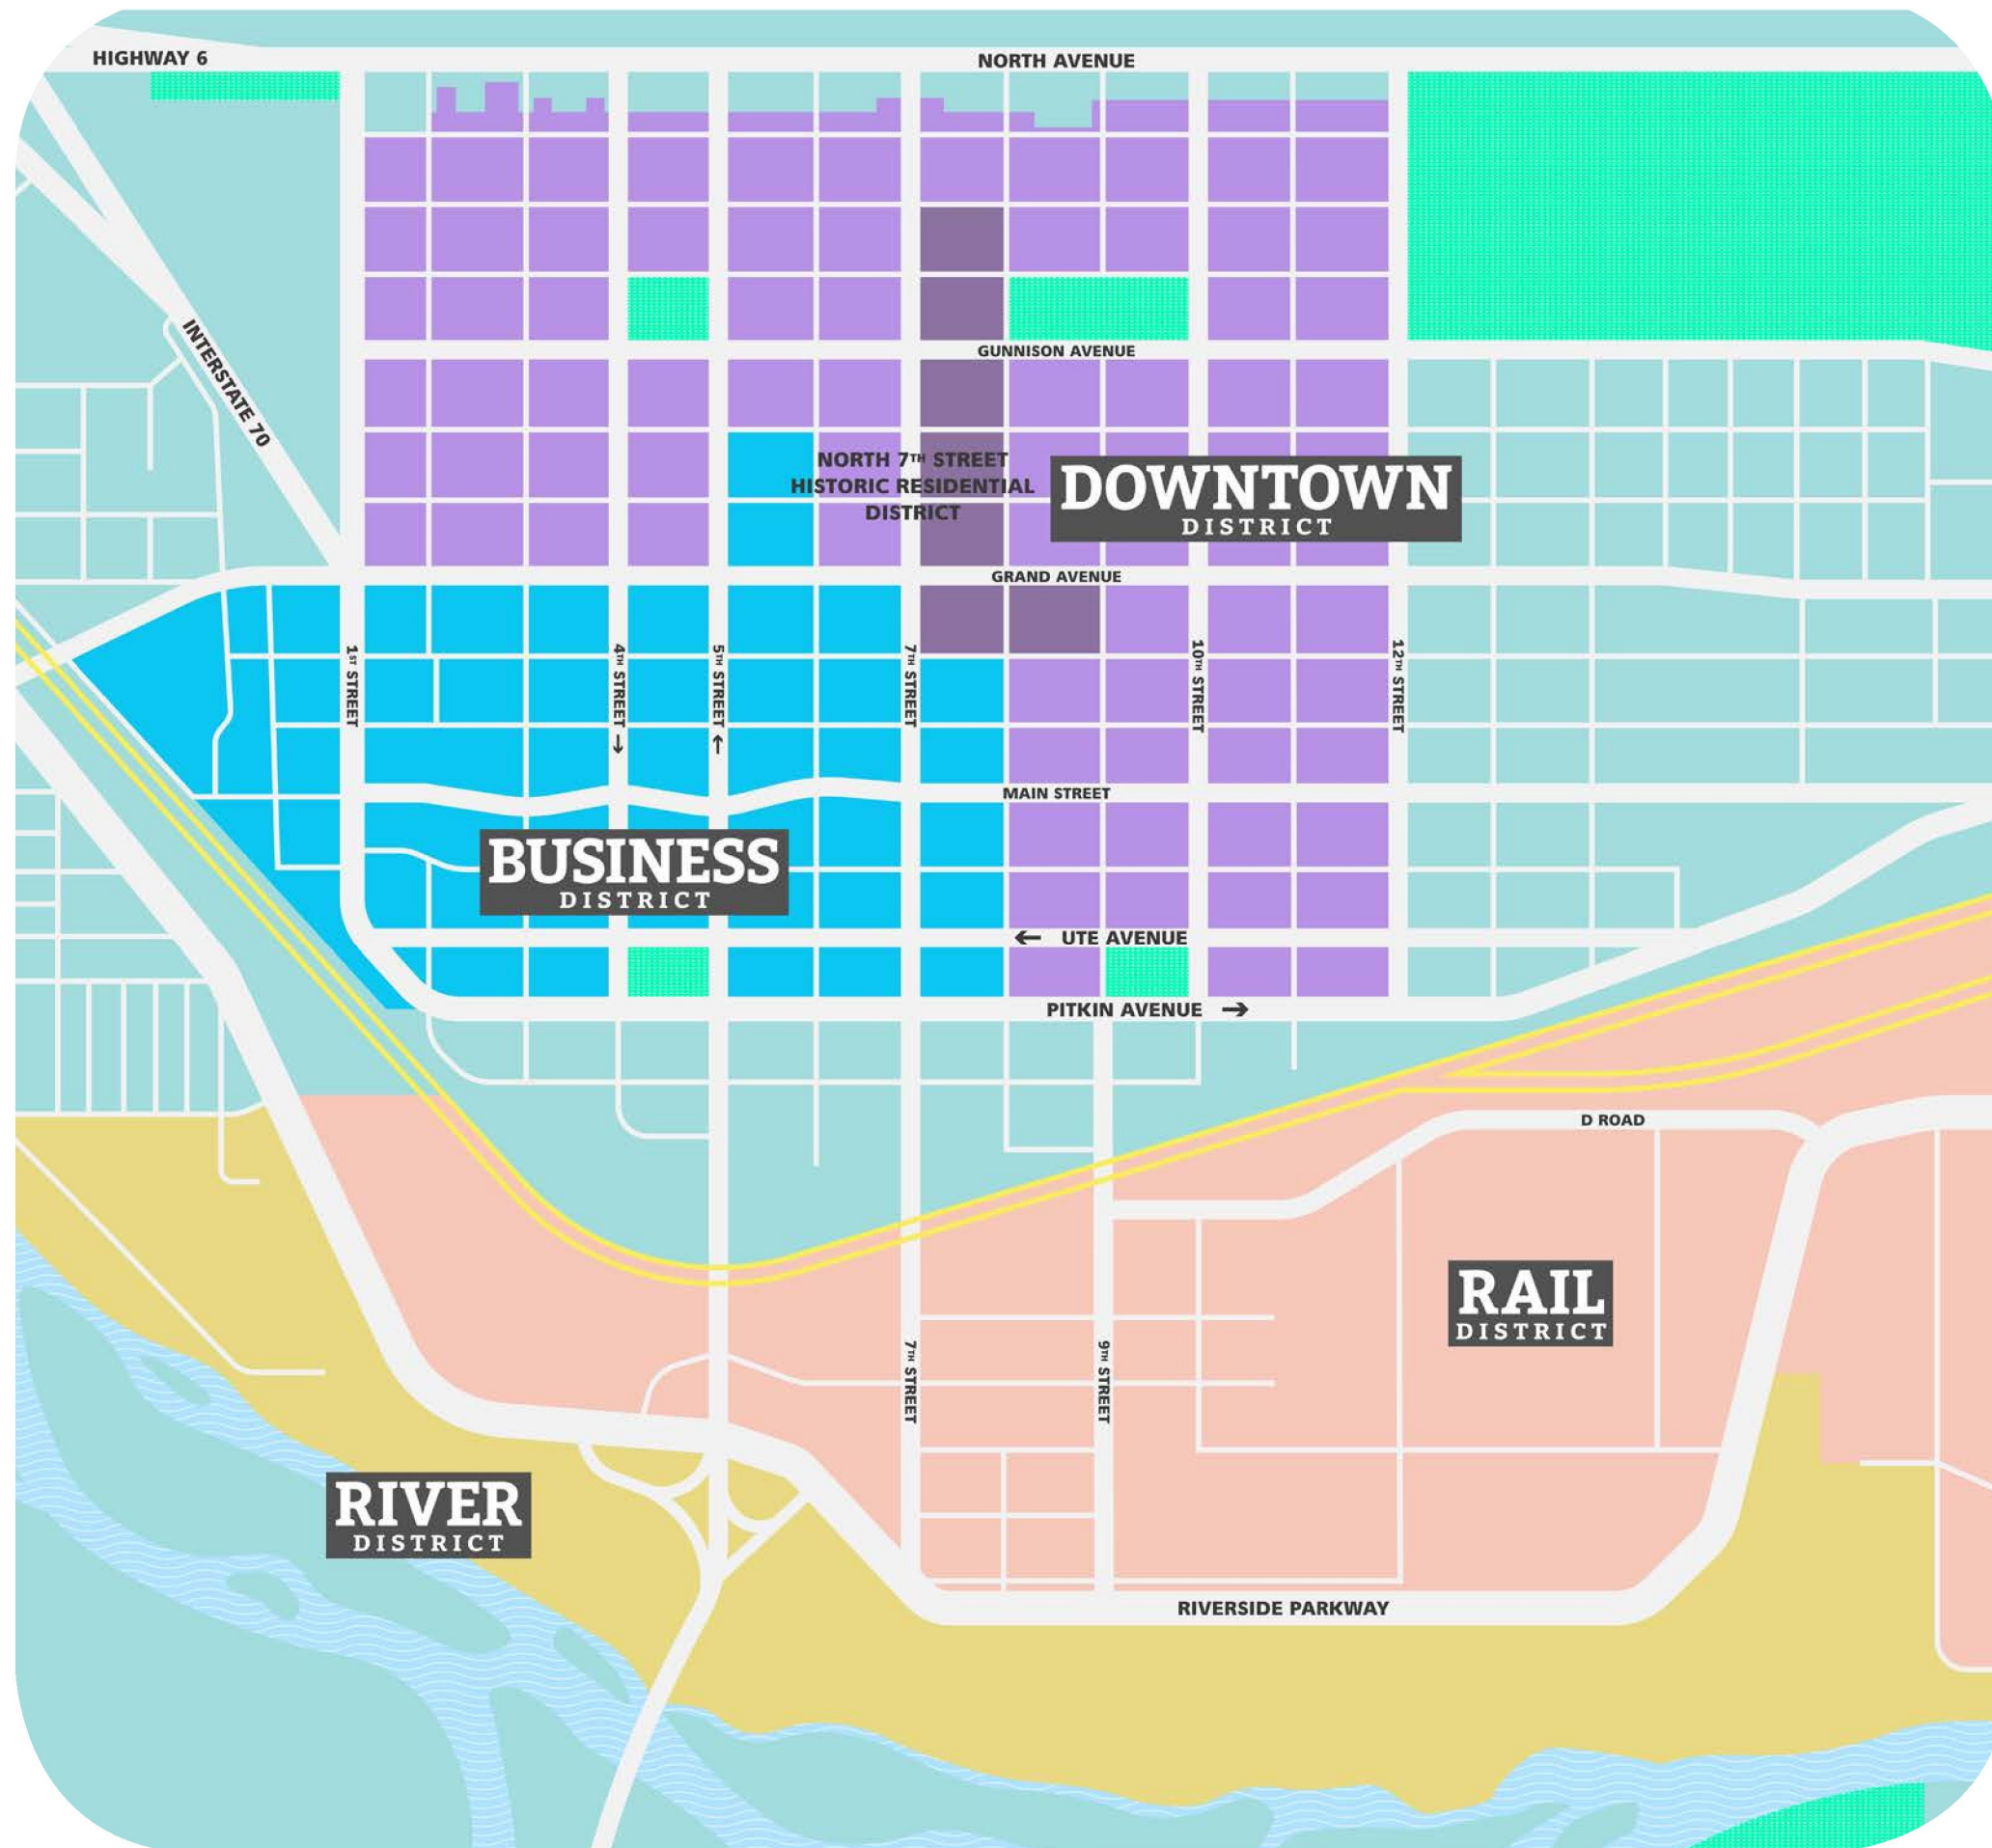 HIGHWAY 6
NORTH AVENUE
INTERSTATE 70
GUNNISON AVENUE
NORTH 7TH STREET
HISTORIC RESIDENTIAL
DISTRICT
DOWNTOWN
DISTRICT
GRAND AVENUE
1ST STREET
4TH STREET →
5TH STREET ←
7TH STREET
10TH STREET
12TH STREET
MAIN STREET
BUSINESS
DISTRICT
← UTE AVENUE
PITKIN AVENUE →
D ROAD
RAIL
DISTRICT
7TH STREET
9TH STREET
RIVER
DISTRICT
RIVERSIDE PARKWAY